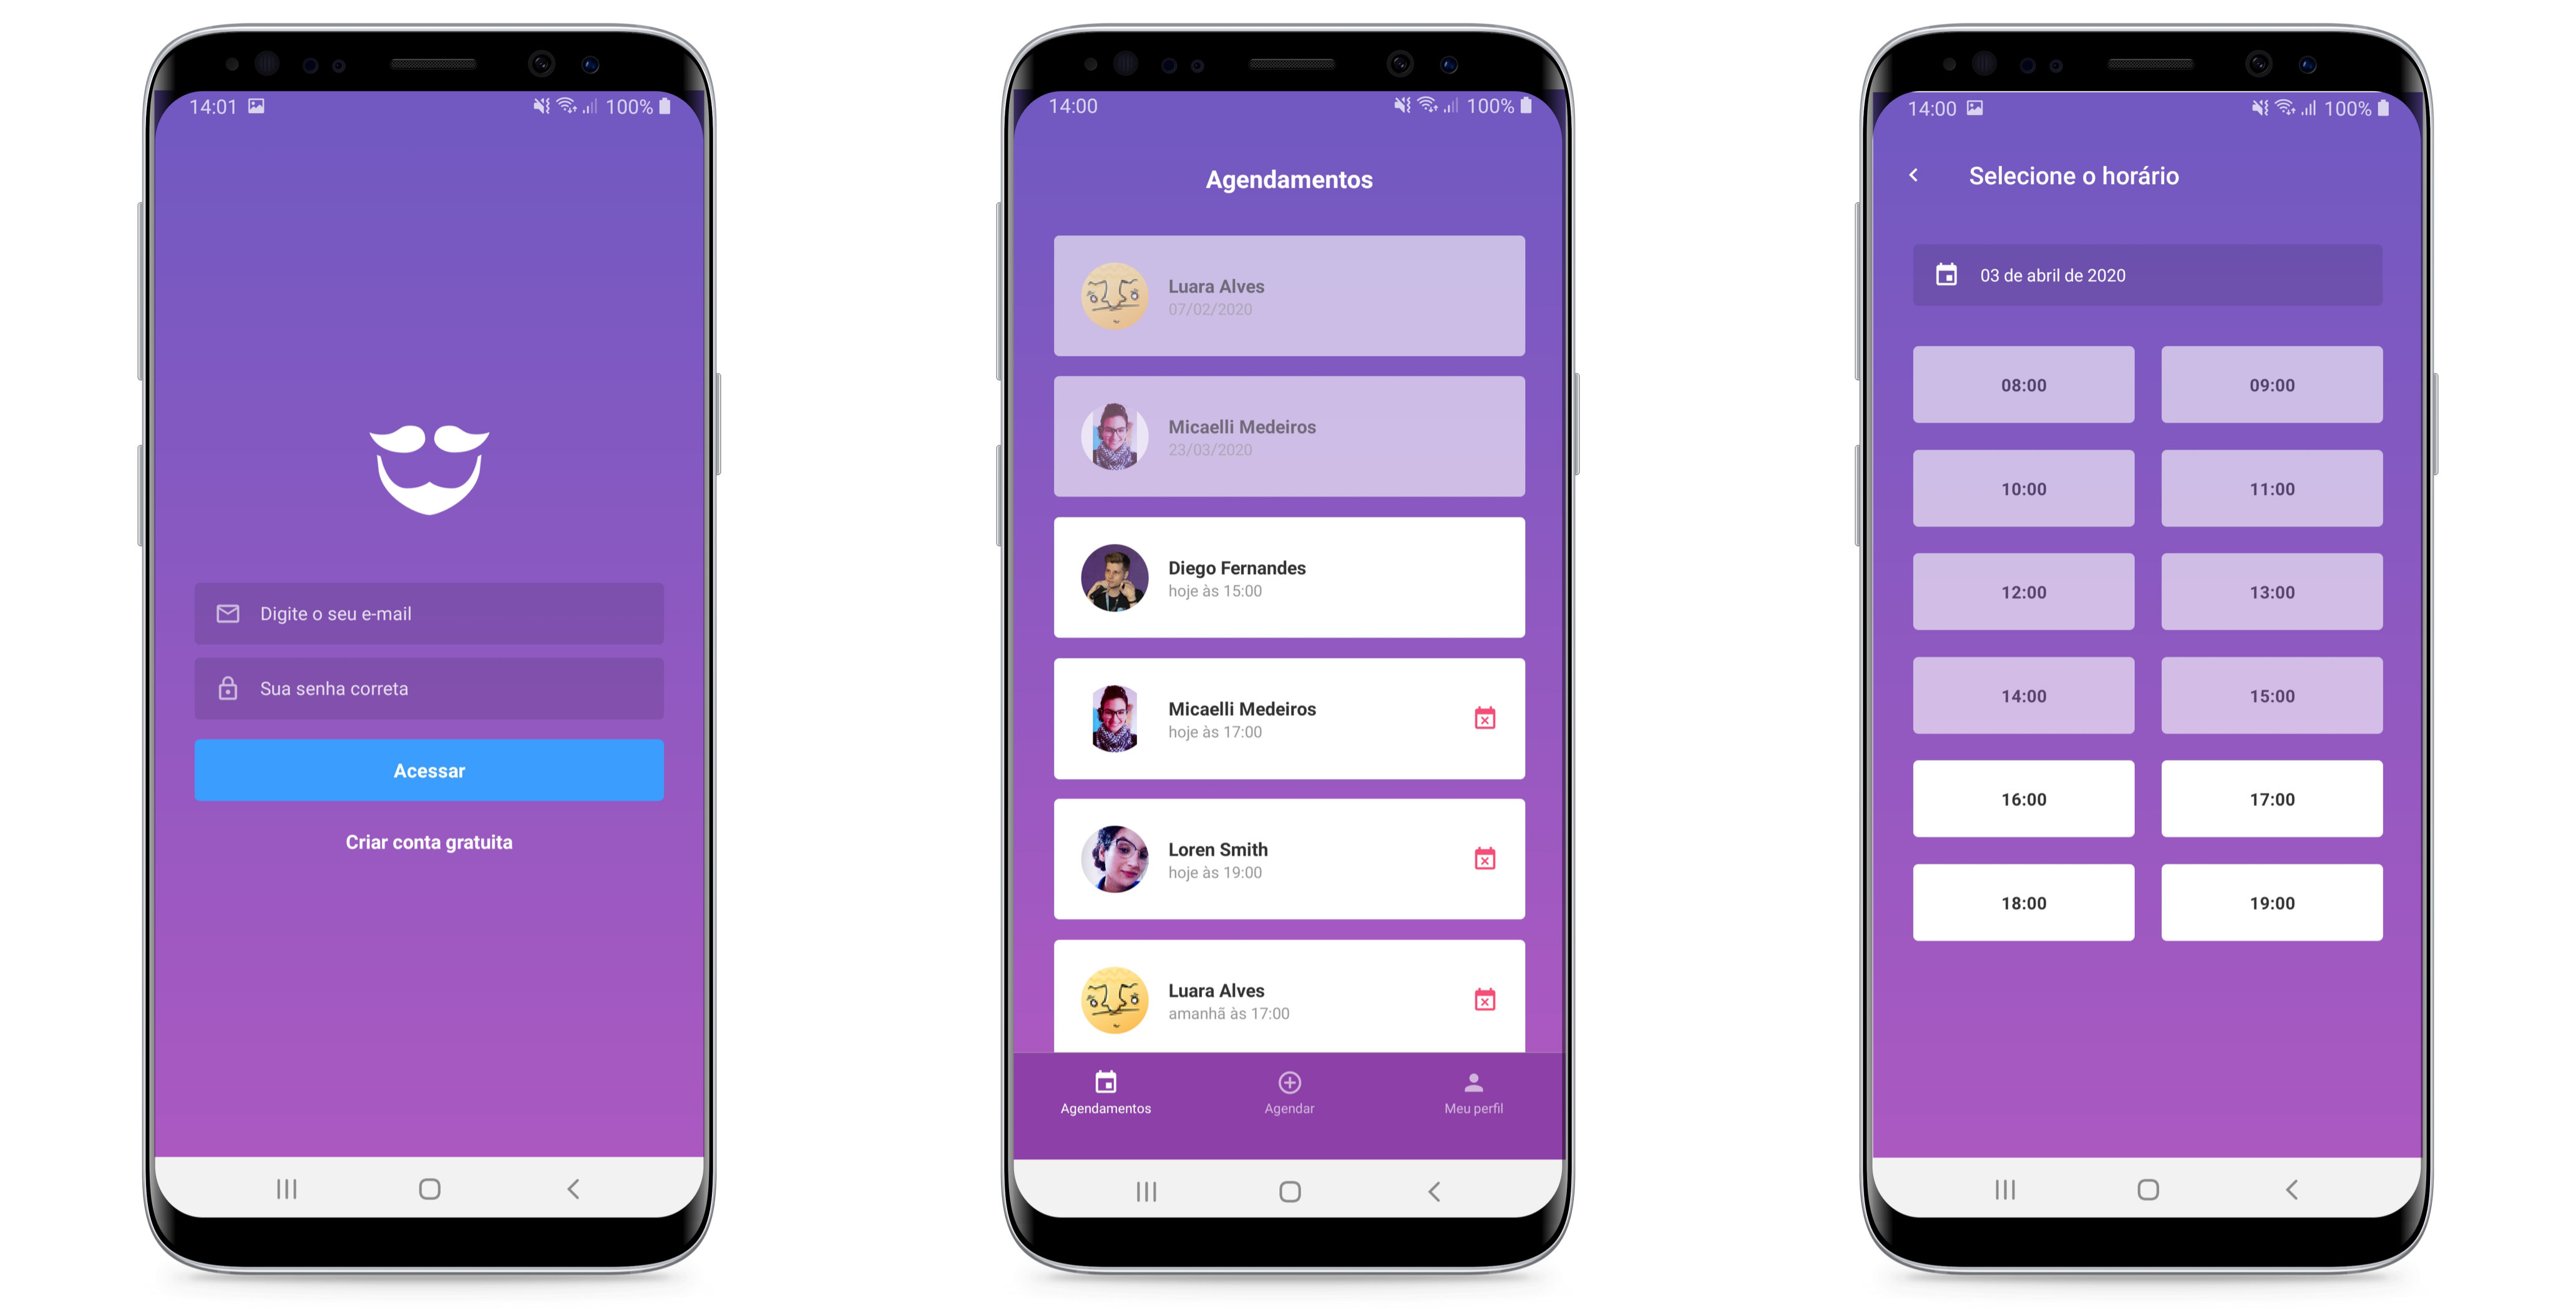 14:01
100%
Digite o seu e-mail
Sua senha correta
Acessar
Criar conta gratuita
14:00
100%
Agendamentos
Luara Alves
07/02/2020
Micaelli Medeiros
23/03/2020
Diego Fernandes
hoje às 15:00
Micaelli Medeiros
hoje às 17:00
Loren Smith
hoje às 19:00
Luara Alves
amanhã às 17:00
Agendamentos
Agendar
Meu perfil
14:00
100%
Selecione o horário
03 de abril de 2020
08:00
09:00
10:00
11:00
12:00
13:00
14:00
15:00
16:00
17:00
18:00
19:00